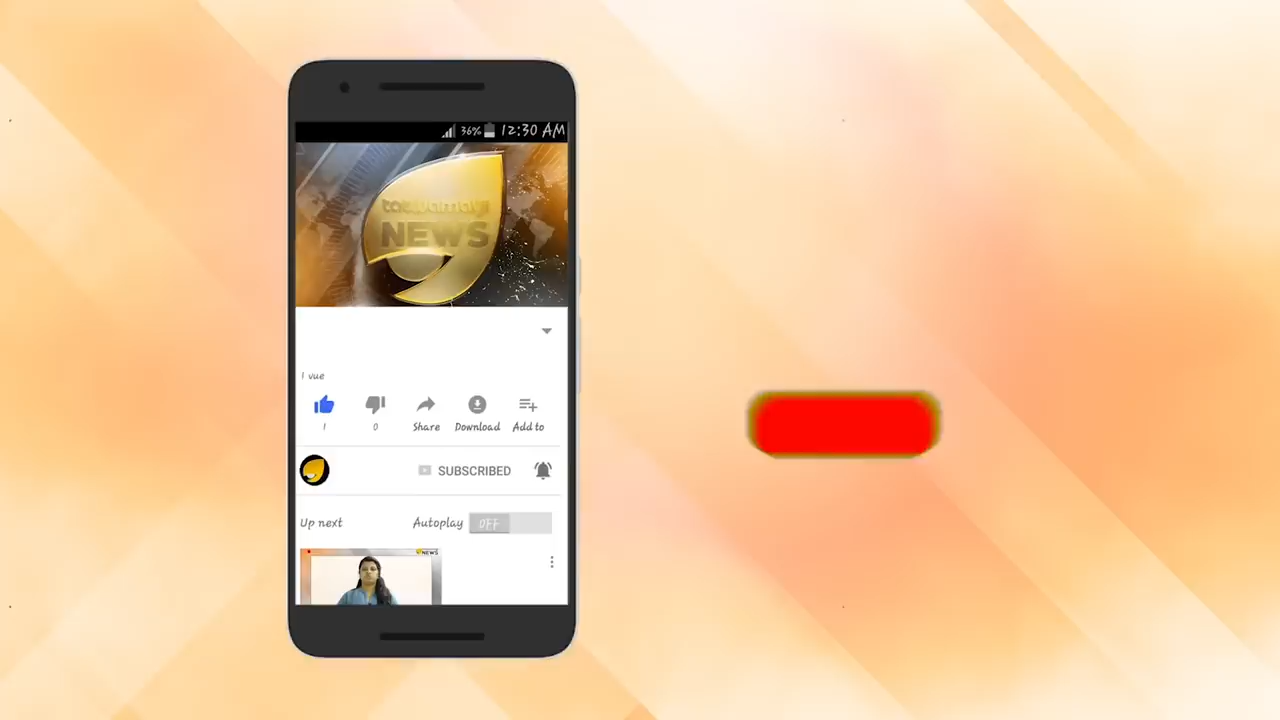 36% 12:30 AM
tatwamayi
NEWS
1 vue
1 0 Share Download Add to
SUBSCRIBED
Up next Autoplay OFF
NEWS